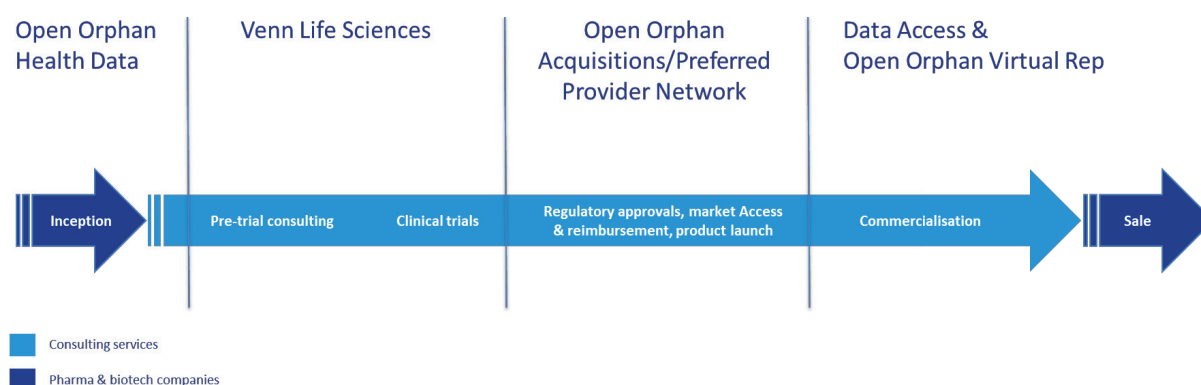 Open Orphan
Health Data
Venn Life Sciences
Open Orphan
Acquisitions/Preferred
Provider Network
Data Access &
Open Orphan Virtual Rep
Inception
Pre-trial consulting
Clinical trials
Regulatory approvals, market Access
& reimbursement, product launch
Commercialisation
Sale
Consulting services
Pharma & biotech companies